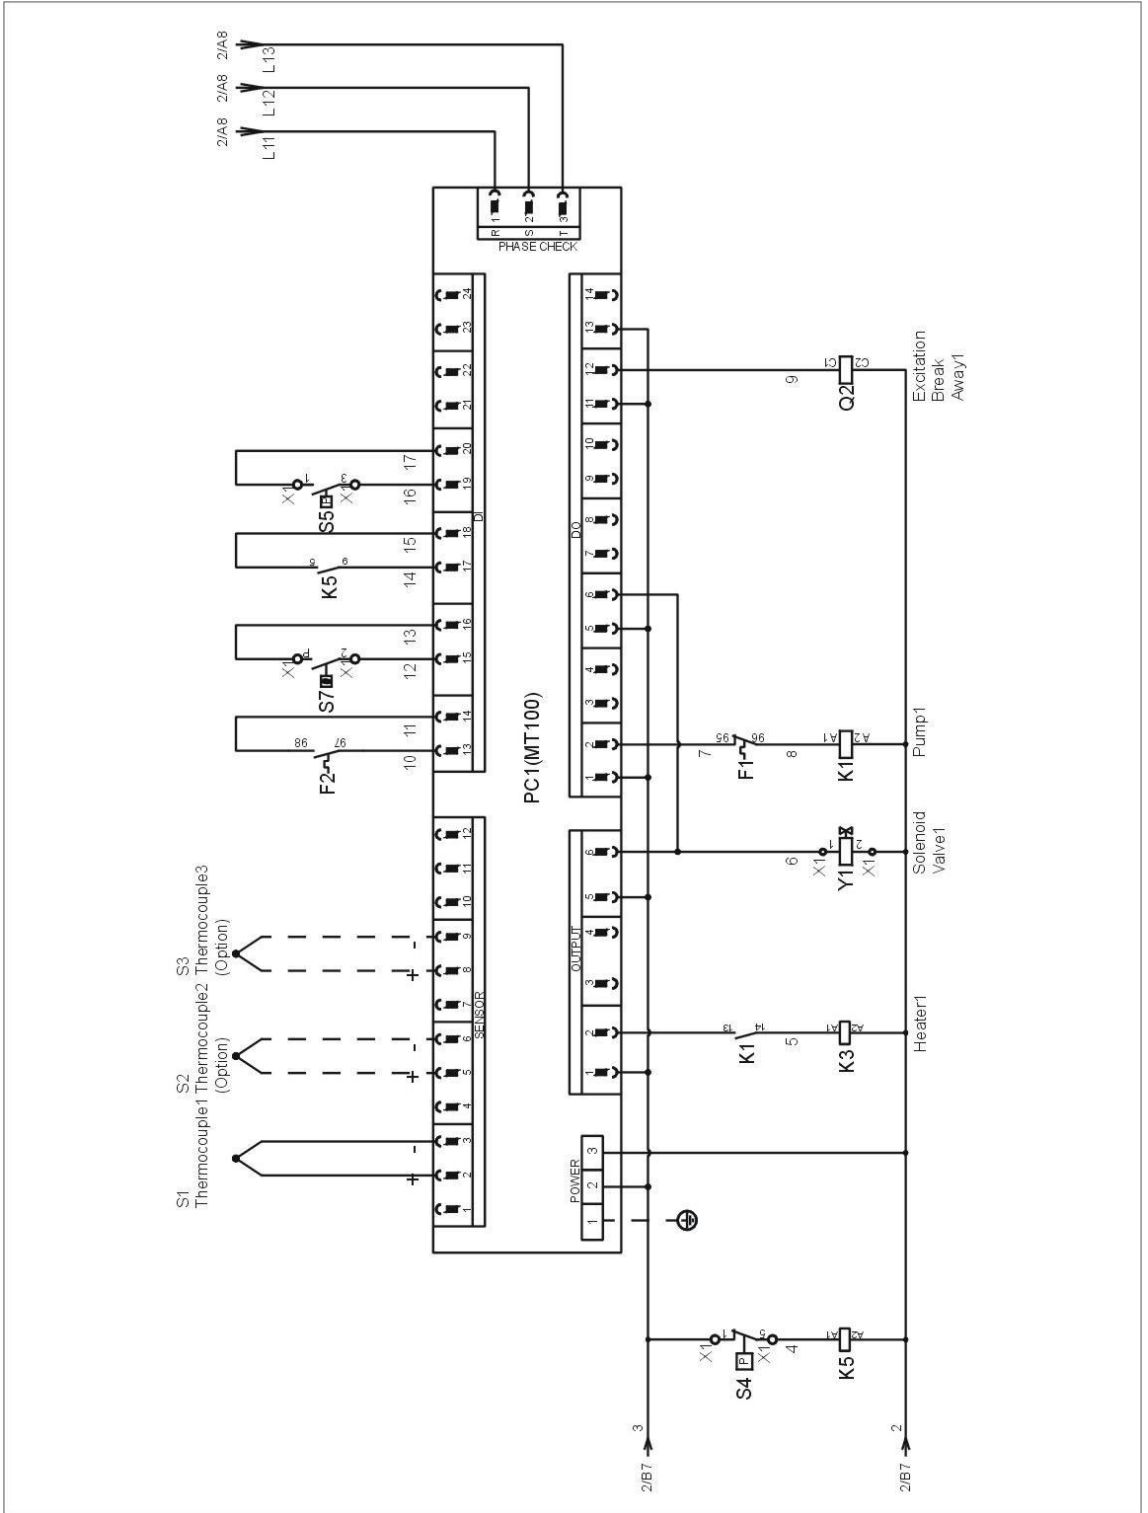 2/A8
L11
2/A8
L12
2/A8
L13
R
1
S
2
T
3
PHASE CHECK
S1
Thermocouple1
S2
Thermocouple2
(Option)
S3
Thermocouple3
(Option)
F2
98
97
10
11
S7
X1
X1
P
2
12
13
K5
14
15
S5
X1
X1
1
3
16
17
+
-
+
-
+
-
1
2
3
4
5
6
7
8
9
10
11
12
SENSOR
13
14
15
16
17
18
19
20
21
22
23
24
DI
PC1(MT100)
POWER
1
2
3
OUTPUT
1
2
3
4
5
6
DO
1
2
3
4
5
6
7
8
9
10
11
12
13
14
2/B7
3
2/B7
2
S4
P
X1
1
X1
4
K5
A1
A2
K1
13
14
5
K3
A1
A2
Heater1
6
X1
Y1
1
2
X1
Solenoid
Valve1
7
F1
95
96
8
K1
A1
A2
Pump1
9
Q2
C1
C2
Excitation
Break
Away1